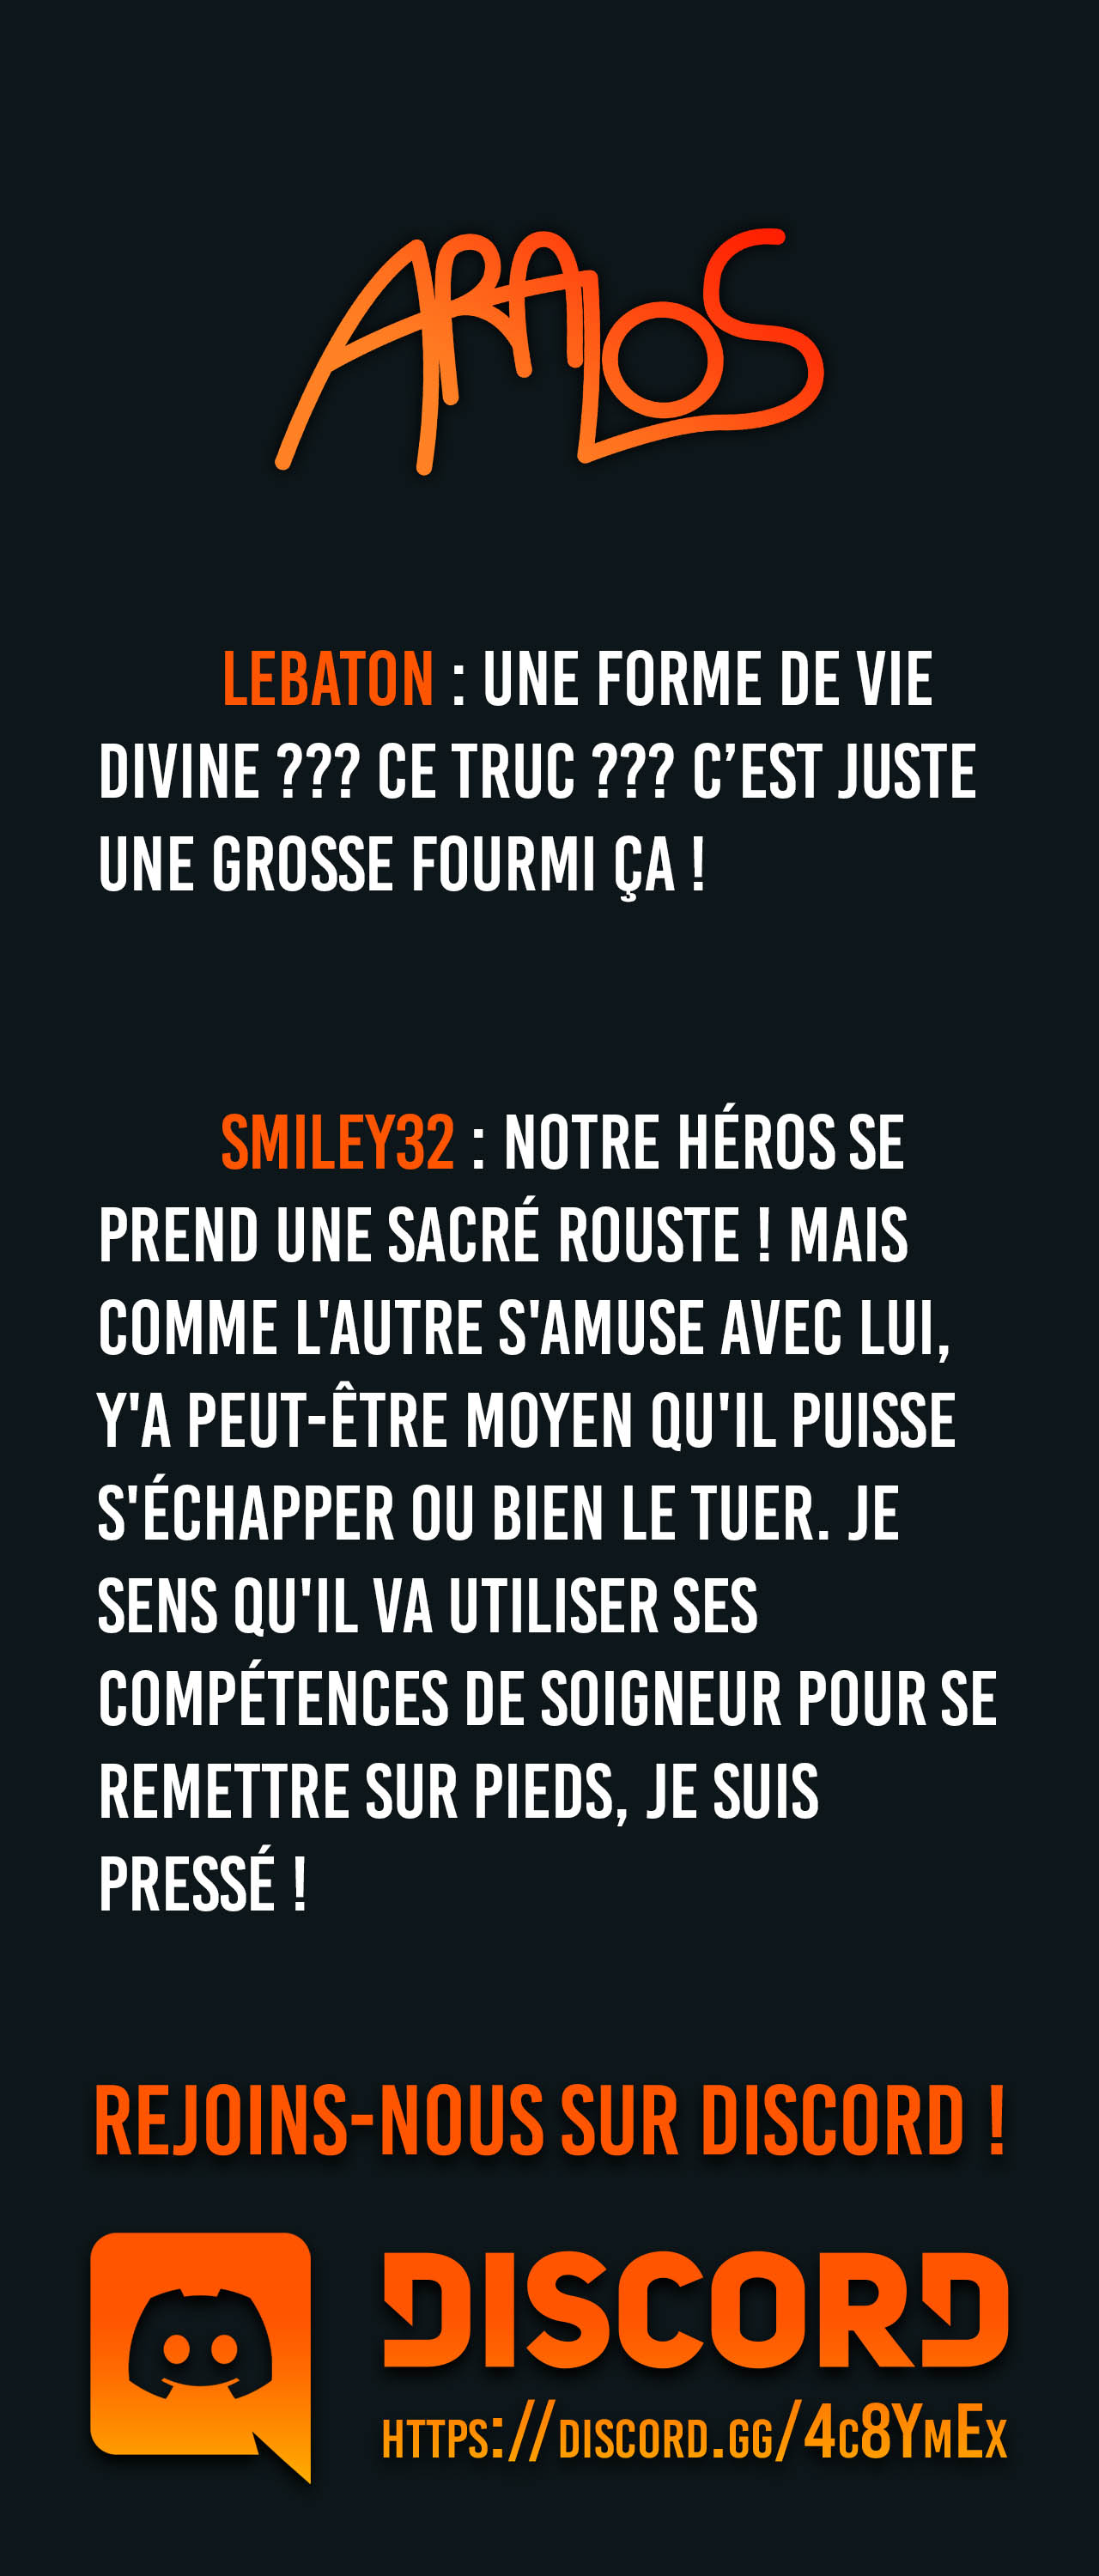 ARALOS
LEBATON : UNE FORME DE VIE
DIVINE ??? CE TRUC ??? C’EST JUSTE
UNE GROSSE FOURMI ÇA !
SMILEY32 : NOTRE HÉROS SE
PREND UNE SACRÉ ROUSTE ! MAIS
COMME L'AUTRE S'AMUSE AVEC LUI,
Y'A PEUT-ÊTRE MOYEN QU'IL PUISSE
S'ÉCHAPPER OU BIEN LE TUER. JE
SENS QU'IL VA UTILISER SES
COMPÉTENCES DE SOIGNEUR POUR SE
REMETTRE SUR PIEDS, JE SUIS
PRESSÉ !
REJOINS-NOUS SUR DISCORD !
DISCORD
https://discord.gg/4c8YmEx